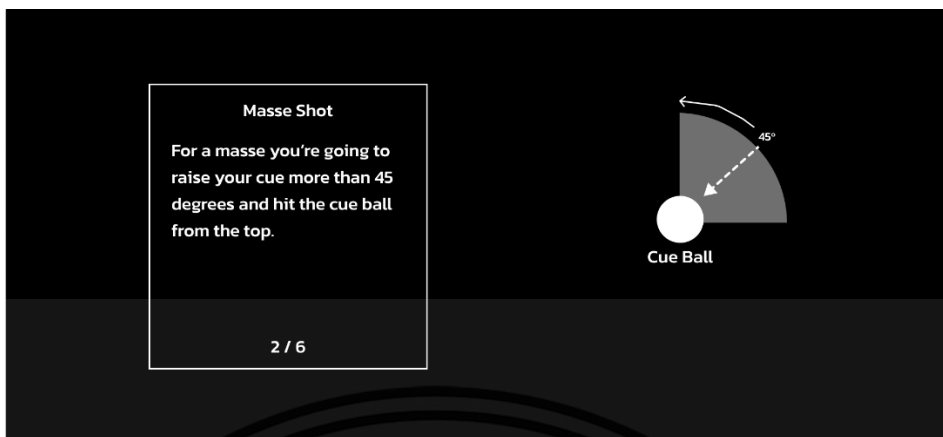 Masse Shot
For a masse you're going to
raise your cue more than 45
degrees and hit the cue ball
from the top.
2 / 6
45°
Cue Ball